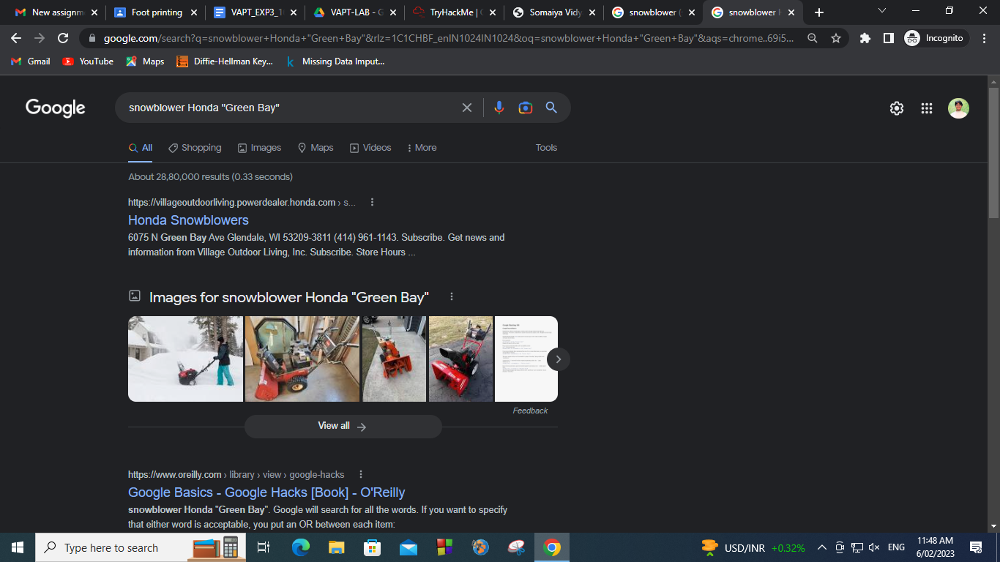 New assignm
Foot printing
VAPT_EXP3_1
VAPT-LAB - G
TryHackMe |
Somaiya Vidy
snowblower (
snowblower H
google.com/search?q=snowblower+Honda+"Green+Bay"&rlz=1C1CHBF_enIN1024IN1024&oq=snowblower+Honda+"Green+Bay"&aqs=chrome..69i5...
Incognito
Gmail
YouTube
Maps
Diffie-Hellman Key...
Missing Data Imput...
Google
snowblower Honda "Green Bay"
All
Shopping
Images
Maps
Videos
More
Tools
About 28,80,000 results (0.33 seconds)
https://villageoutdoorliving.powerdealer.honda.com › s...
Honda Snowblowers
6075 N Green Bay Ave Glendale, WI 53209-3811 (414) 961-1143. Subscribe. Get news and
information from Village Outdoor Living, Inc. Subscribe. Store Hours ...
Images for snowblower Honda "Green Bay"
Feedback
View all
https://www.oreilly.com › library › view › google-hacks
Google Basics - Google Hacks [Book] - O'Reilly
snowblower Honda "Green Bay". Google will search for all the words. If you want to specify
that either word is acceptable, you put an OR between each item:
Type here to search
USD/INR +0.32%
ENG
11:48 AM
6/02/2023